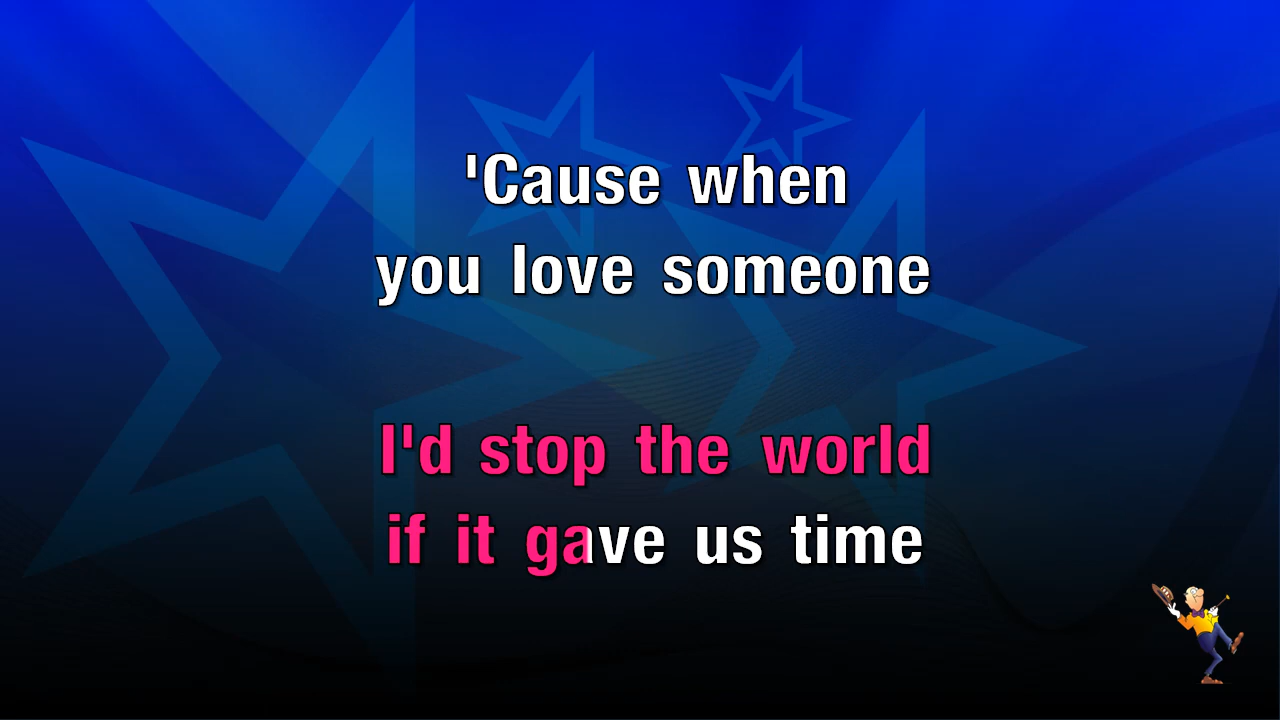 'Cause when
you love someone
I'd stop the world
if it gave us time